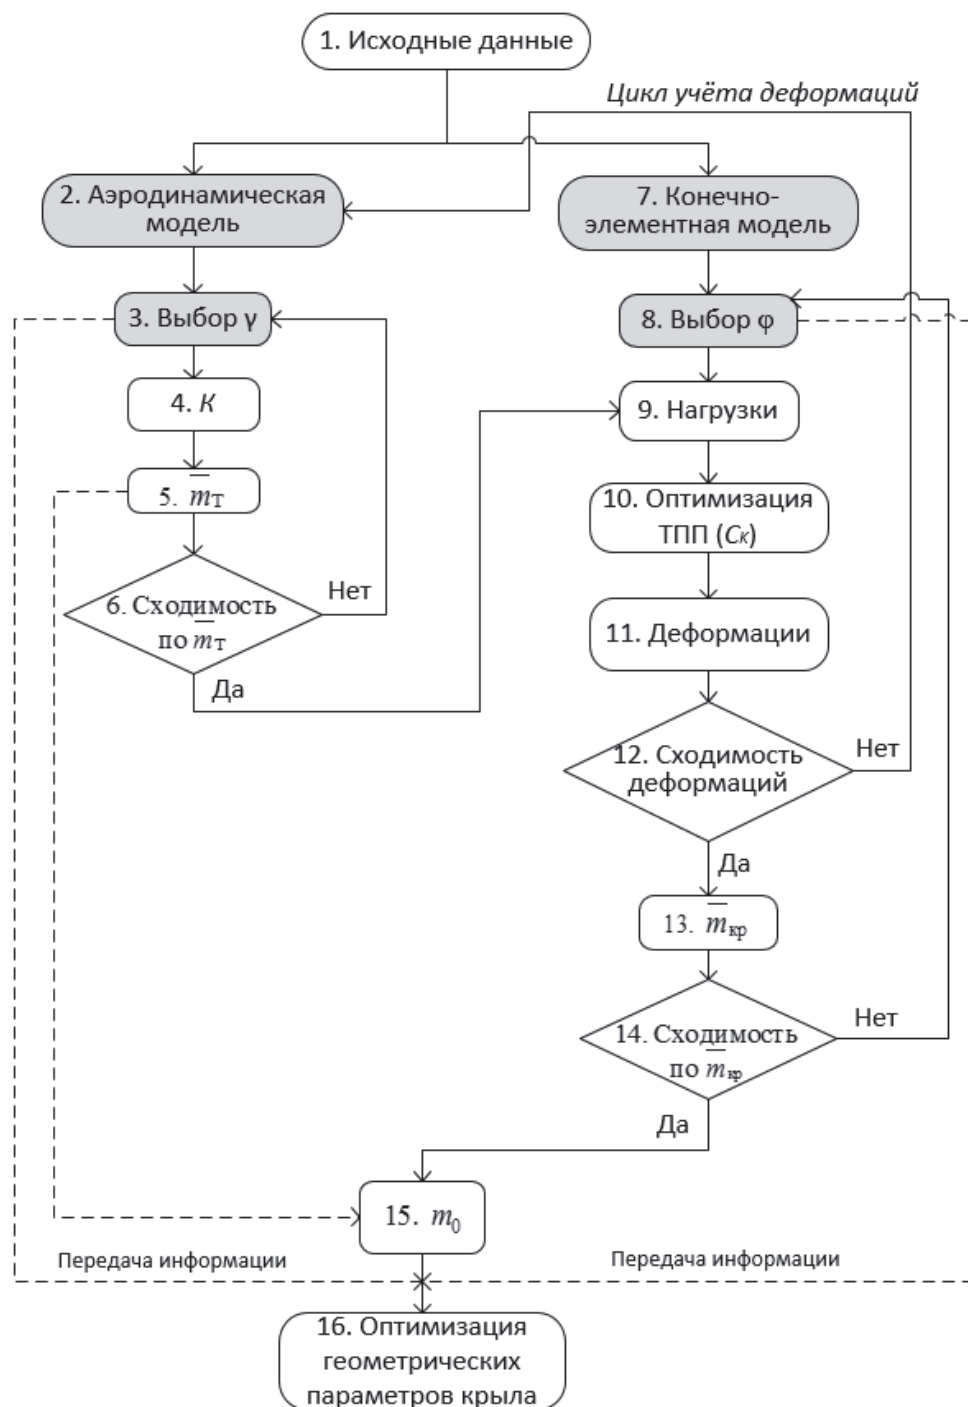 1. Исходные данные
Цикл учёта деформаций
2. Аэродинамическая
модель
7. Конечно-
элементная модель
3. Выбор γ
8. Выбор φ
4. K
9. Нагрузки
5. m̅т
10. Оптимизация
ТПП (Cк)
6. Сходимость
по m̅т
Нет
Да
11. Деформации
12. Сходимость
деформаций
Нет
Да
13. m̅кр
14. Сходимость
по m̅кр
Нет
Да
15. m₀
Передача информации
Передача информации
16. Оптимизация
геометрических
параметров крыла